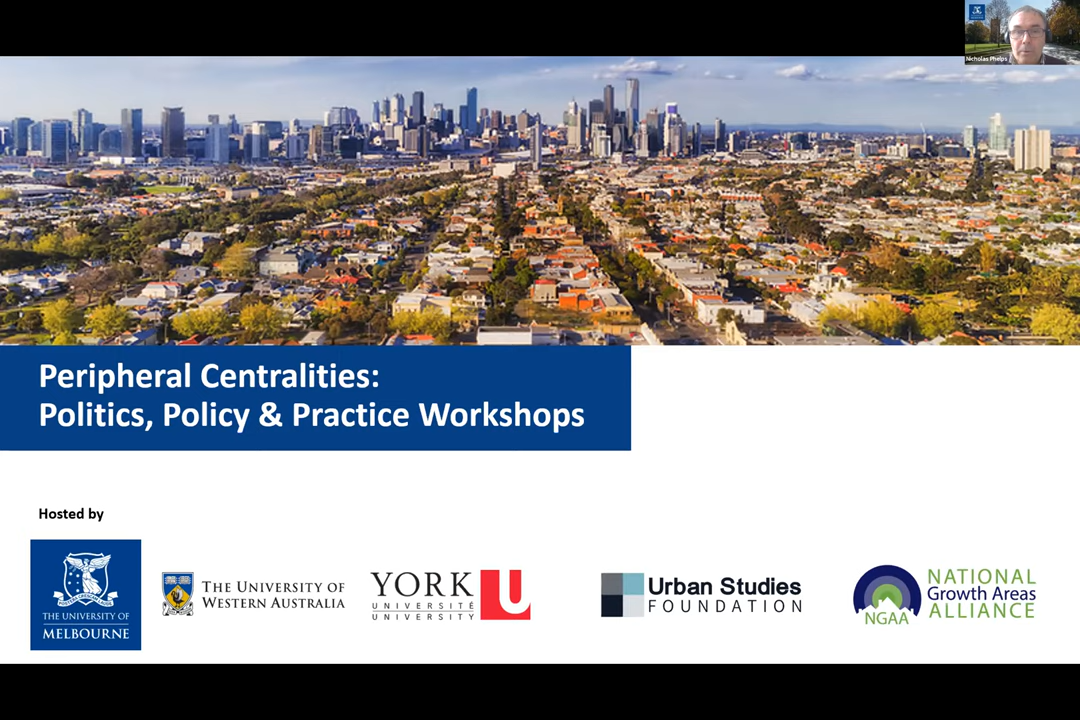 Nicholas Phelps
Peripheral Centralities:
Politics, Policy & Practice Workshops
Hosted by
THE UNIVERSITY OF
MELBOURNE
THE UNIVERSITY OF
WESTERN AUSTRALIA
YORK
UNIVERSITÉ
UNIVERSITY
U
Urban Studies
FOUNDATION
NGAA
NATIONAL
Growth Areas
ALLIANCE